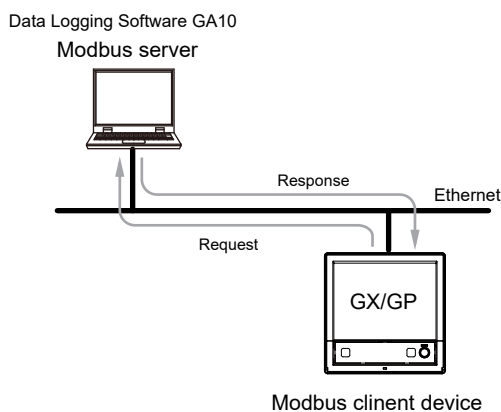 Data Logging Software GA10
Modbus server
Response
Ethernet
Request
GX/GP
Modbus clinent device